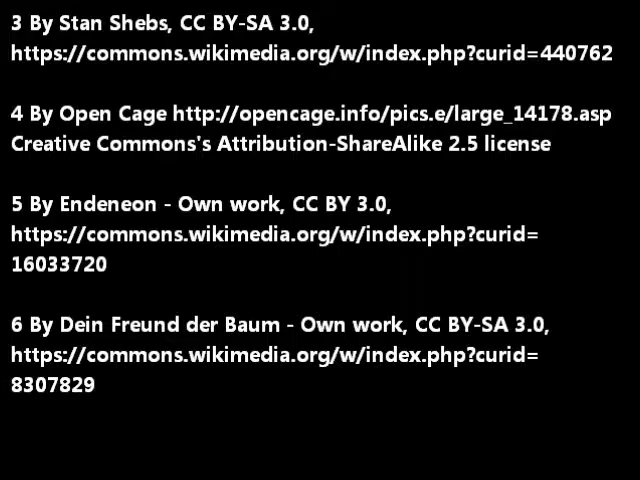 3 By Stan Shebs, CC BY-SA 3.0,
https://commons.wikimedia.org/w/index.php?curid=440762
4 By Open Cage http://opencage.info/pics.e/large_14178.asp
Creative Commons's Attribution-ShareAlike 2.5 license
5 By Endeneon - Own work, CC BY 3.0,
https://commons.wikimedia.org/w/index.php?curid=
16033720
6 By Dein Freund der Baum - Own work, CC BY-SA 3.0,
https://commons.wikimedia.org/w/index.php?curid=
8307829